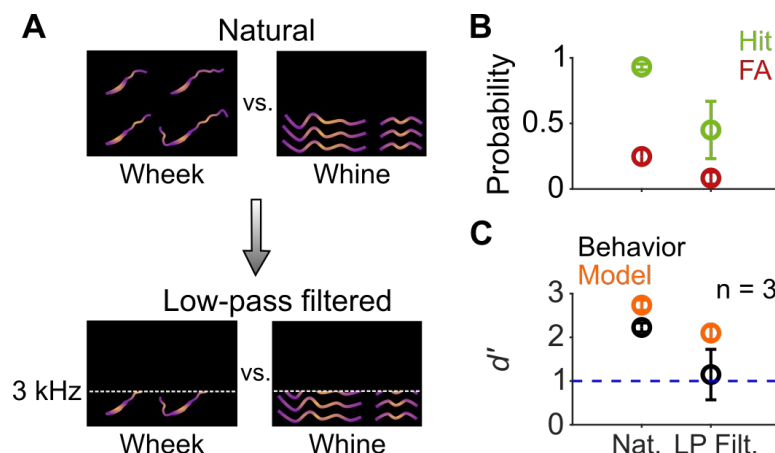 A
Natural
vs.
Wheek
Whine
Low-pass filtered
3 kHz
vs.
Wheek
Whine
B
Hit
FA
Probability
1
0.5
0
C
Behavior
Model
n = 3
d'
3
2
1
0
Nat.
LP Filt.